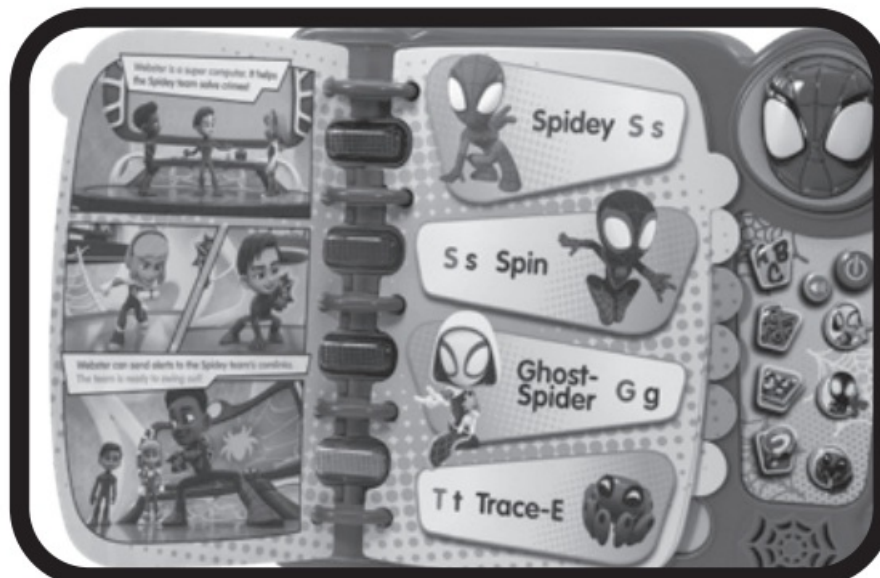 Webster is a super computer. It helps
the Spidey team solve crimes!
Webster can send alerts to the Spidey team's comlinks.
The team is ready to swing out!
Spidey S s
S s Spin
Ghost-
Spider G g
T t Trace-E
A B
C